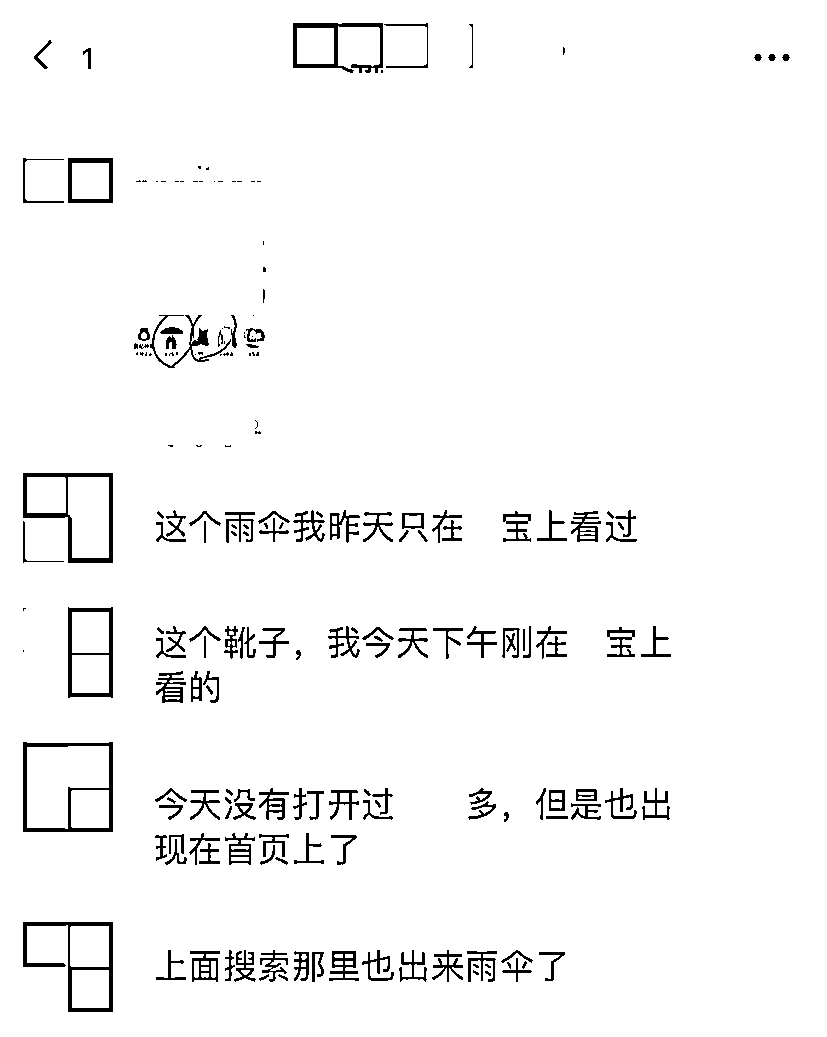 1
这个雨伞我昨天只在 宝上看过
这个靴子，我今天下午刚在 宝上
看的
今天没有打开过 多，但是也出
现在首页上了
上面搜索那里也出来雨伞了